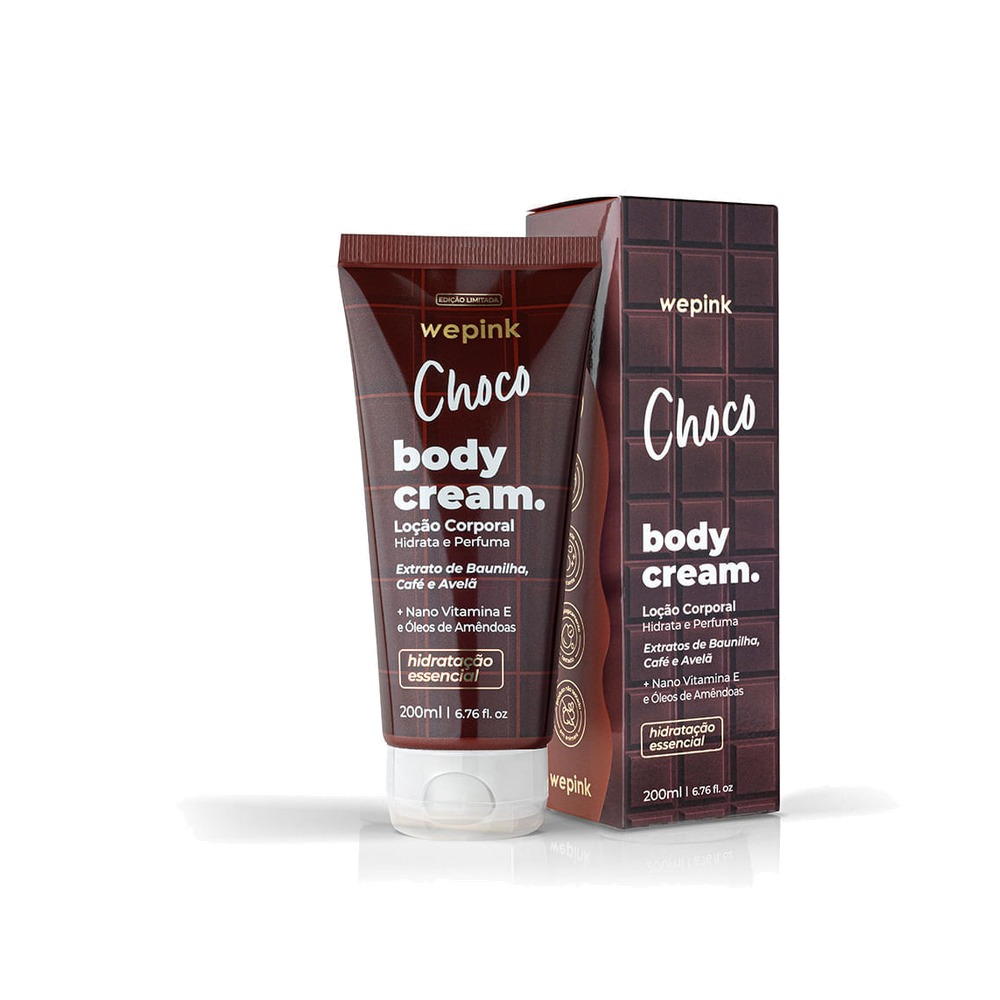 EDIÇÃO LIMITADA
wepink
Choco
body
cream.
Loção Corporal
Hidrata e Perfuma
Extrato de Baunilha,
Café e Avelã
+ Nano Vitamina E
e Óleos de Amêndoas
hidratação
essencial
200ml | 6.76 fl. oz
wepink
wepink
Choco
body
cream.
Loção Corporal
Hidrata e Perfuma
Extratos de Baunilha,
Café e Avelã
+ Nano Vitamina E
e Óleos de Amêndoas
hidratação
essencial
200ml | 6.76 fl. oz